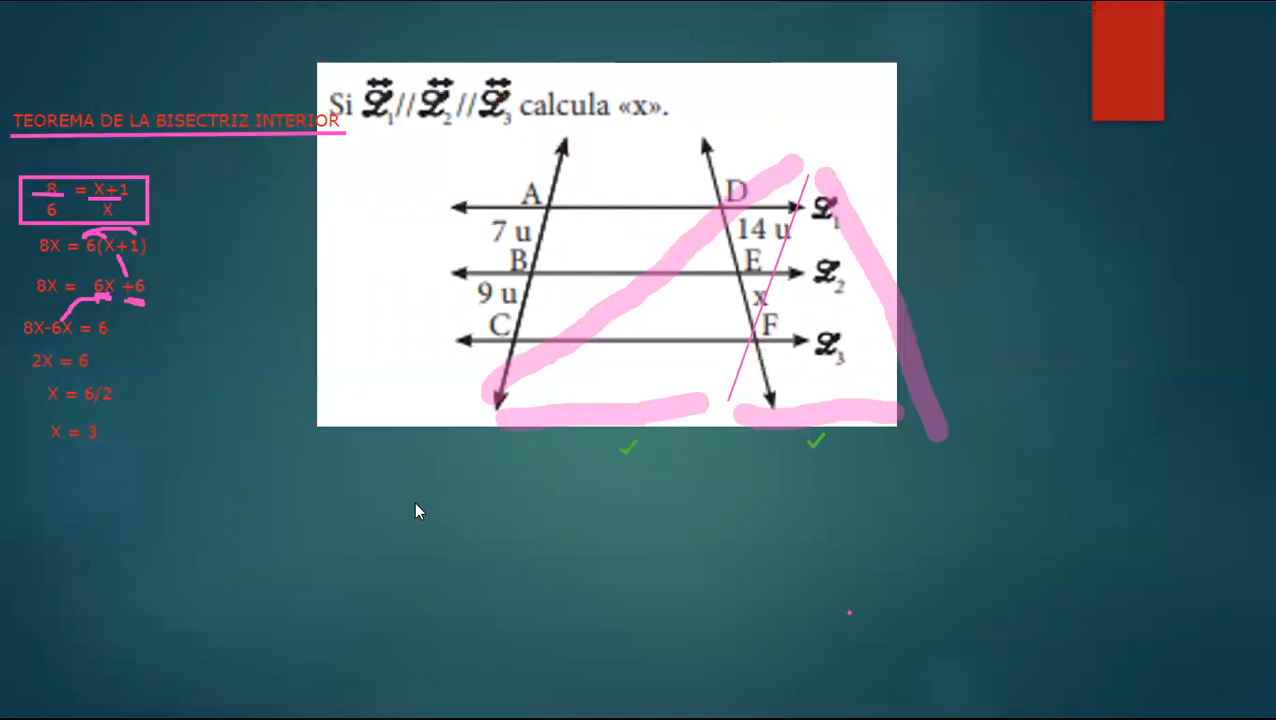 Si ℒ₁//ℒ₂//ℒ₃ calcula «x».
TEOREMA DE LA BISECTRIZ INTERIOR
8 = X+1
6 X
8X = 6(X+1)
8X = 6X +6
8X-6X = 6
2X = 6
X = 6/2
X = 3
A D
ℒ₁
7 u 14 u
B E
ℒ₂
9 u x
C F
ℒ₃